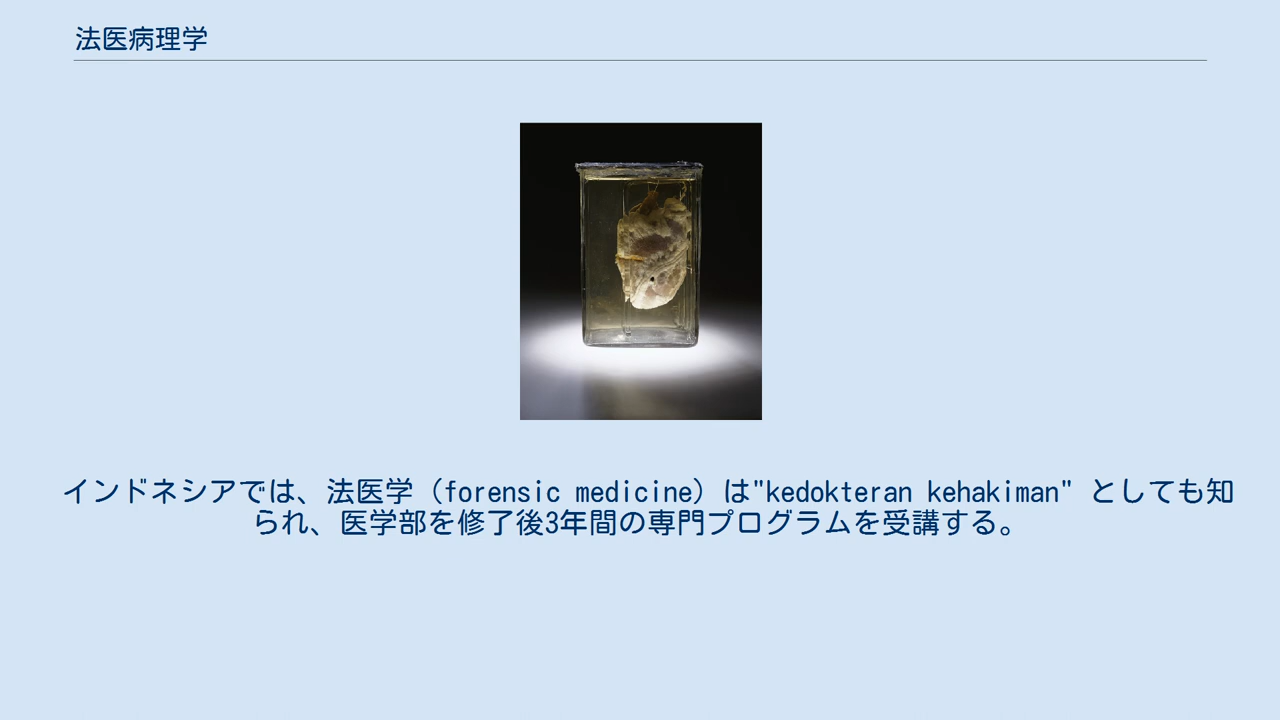 法医病理学
インドネシアでは、法医学（forensic medicine）は"kedokteran kehakiman" としても知
られ、医学部を修了後3年間の専門プログラムを受講する。